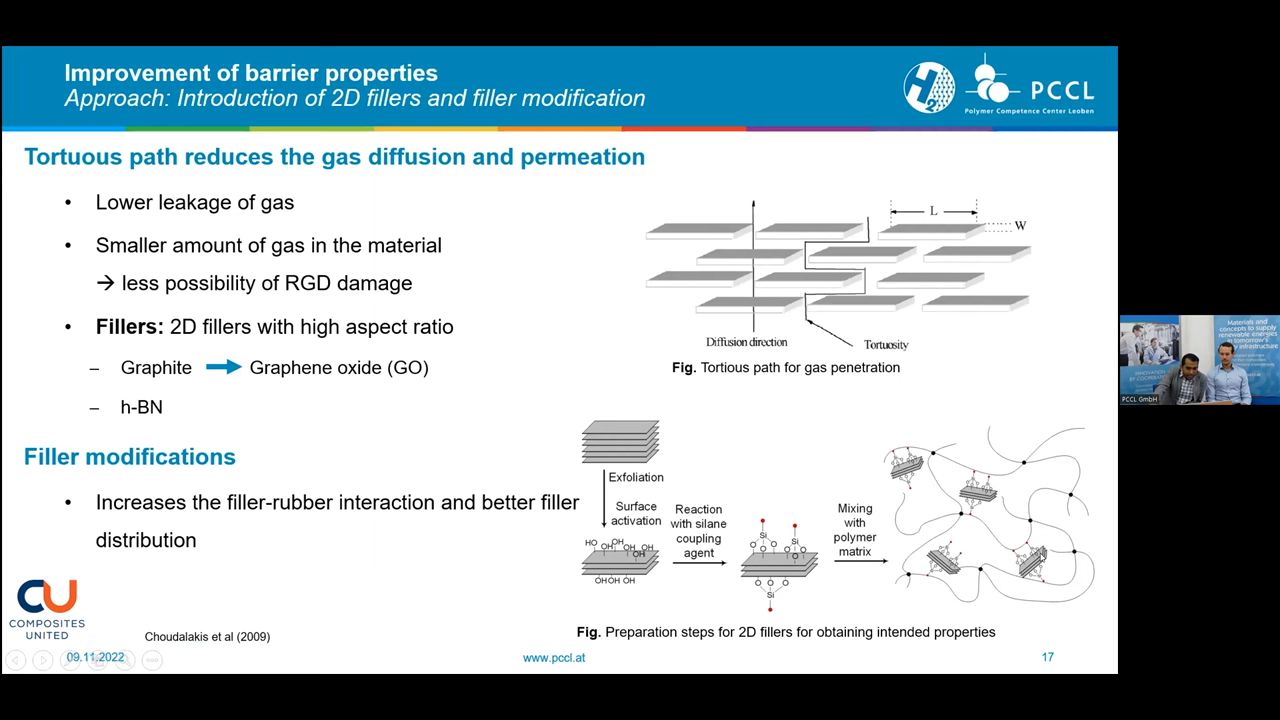 Improvement of barrier properties
Approach: Introduction of 2D fillers and filler modification
H2
PCCL
Polymer Competence Center Leoben
Tortuous path reduces the gas diffusion and permeation
• Lower leakage of gas
• Smaller amount of gas in the material
→ less possibility of RGD damage
• Fillers: 2D fillers with high aspect ratio
– Graphite → Graphene oxide (GO)
– h-BN
Filler modifications
• Increases the filler-rubber interaction and better filler
distribution
L
W
Diffusion direction
Tortuosity
Fig. Tortious path for gas penetration
Exfoliation
Surface
activation
HO OH OH OH OH OH
OH OH OH
Reaction
with silane
coupling
agent
Si Si
O O O O O O
O O O
Si
Mixing
with
polymer
matrix
Fig. Preparation steps for 2D fillers for obtaining intended properties
CU
COMPOSITES
UNITED
Choudalakis et al (2009)
09.11.2022
www.pccl.at
17
Materials and
concepts to supply
renewable energies
in tomorrow's
infrastructure
INNOVATION
PCCL GmbH